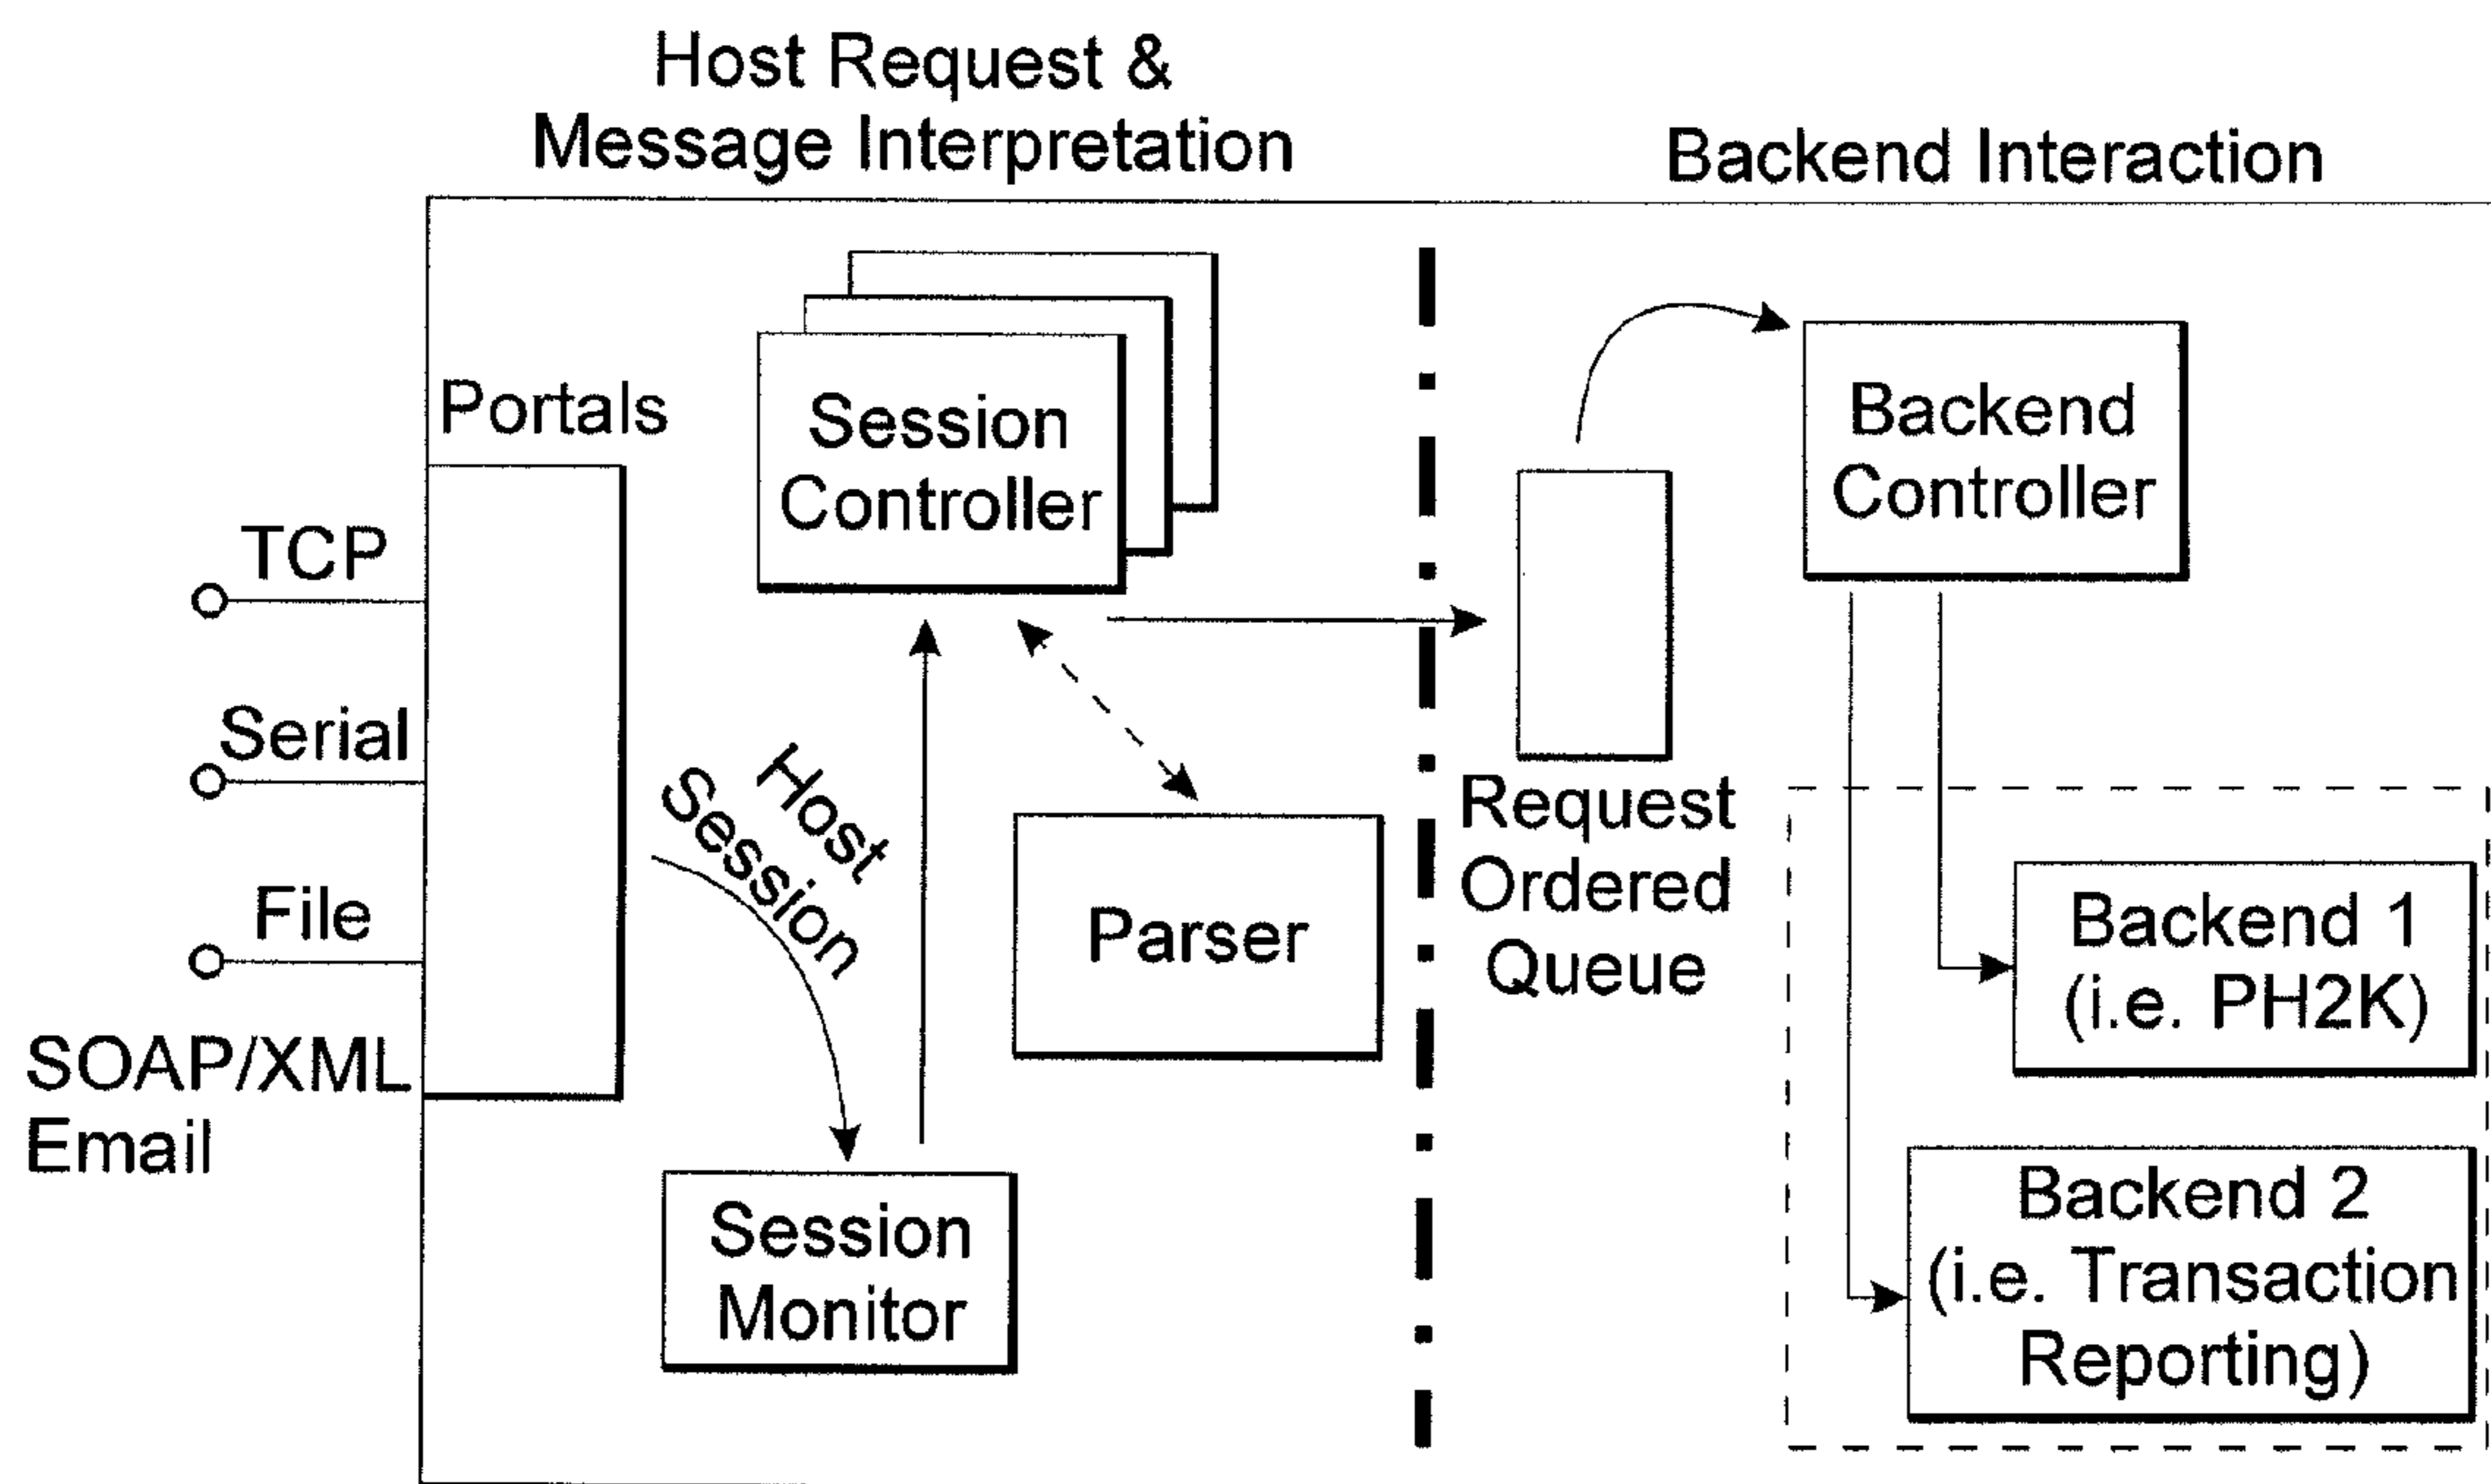 Host Request &
Message Interpretation
Backend Interaction
Portals
TCP
Serial
File
SOAP/XML
Email
Session
Controller
Host
Session
Parser
Session
Monitor
Request
Ordered
Queue
Backend
Controller
Backend 1
(i.e. PH2K)
Backend 2
(i.e. Transaction
Reporting)